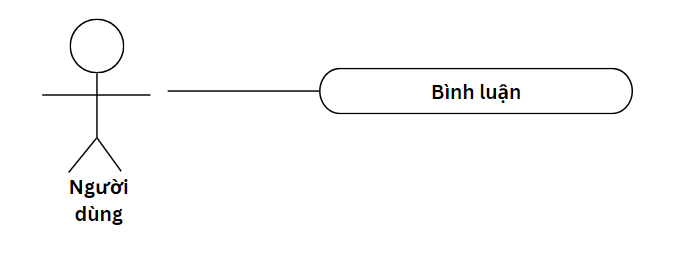 Bình luận
Người
dùng